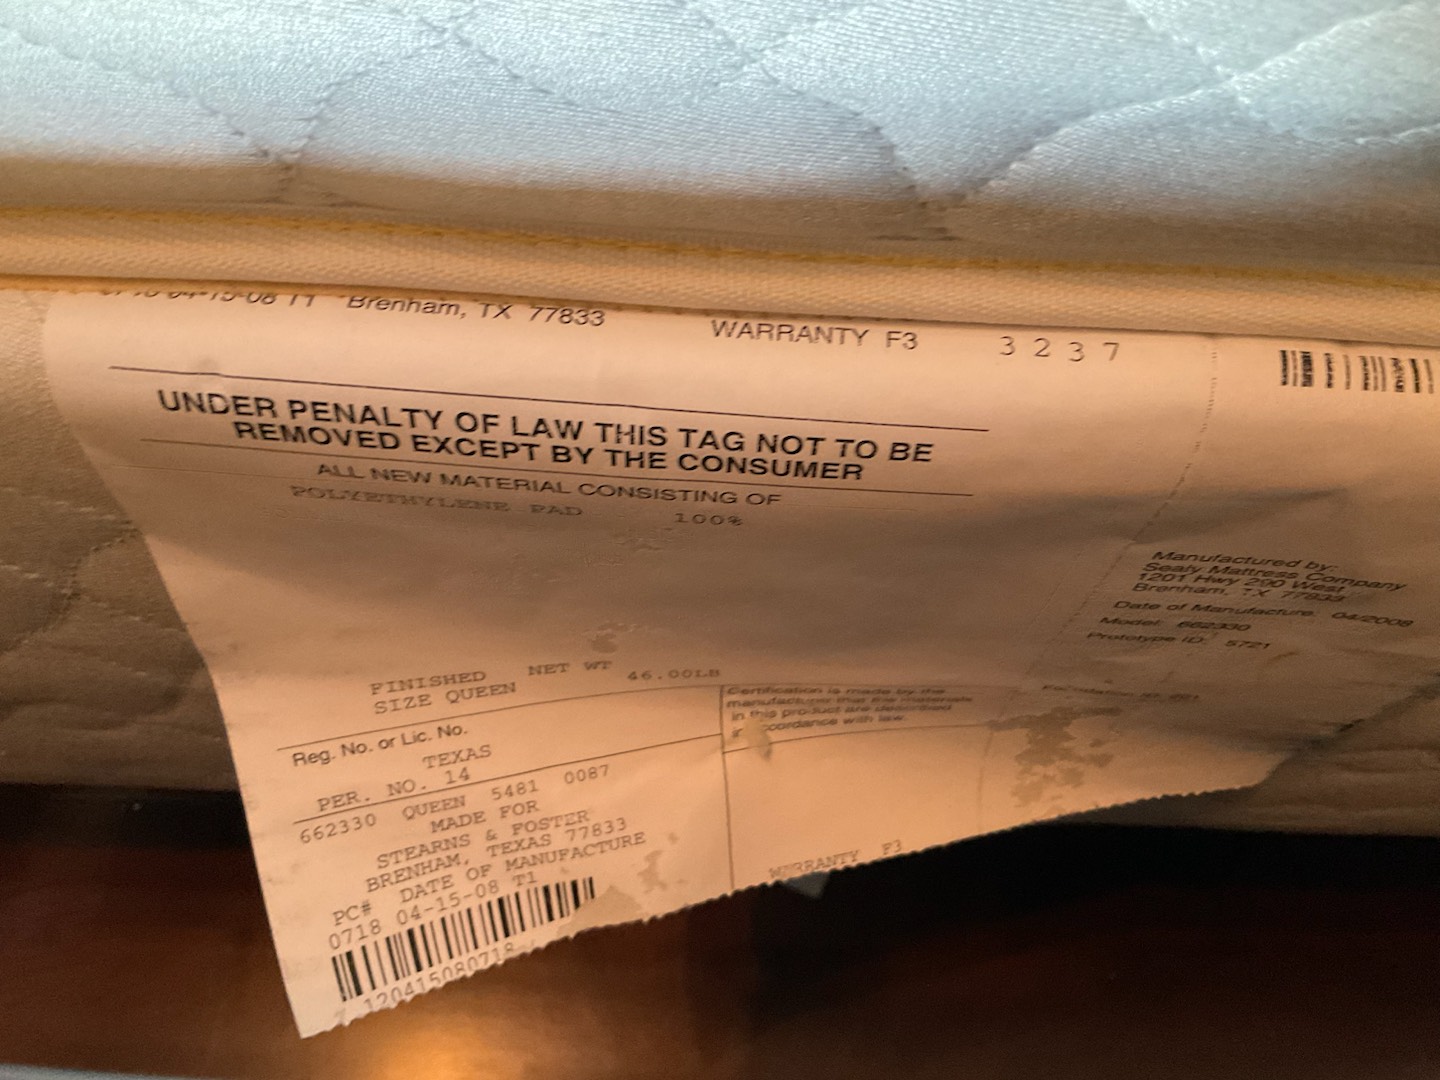 04-15-08 T1 Brenham, TX 77833
WARRANTY F3 3237
UNDER PENALTY OF LAW THIS TAG NOT TO BE
REMOVED EXCEPT BY THE CONSUMER
ALL NEW MATERIAL CONSISTING OF
POLYETHYLENE PAD 100%
Manufactured by:
Sealy Mattress Company
1201 Hwy 290 West
Brenham, TX 77833
Date of Manufacture: 04/2008
Model: 662330
Prototype ID: 5721
FINISHED NET WT 46.00LB
SIZE QUEEN
Certification is made by the
manufacturer that the materials
in this product are described
in accordance with law.
Reg. No. or Lic. No.
TEXAS
PER. NO. 14
662330 QUEEN 5481 0087
MADE FOR
STEARNS & FOSTER
BRENHAM, TEXAS 77833
PC# DATE OF MANUFACTURE
0718 04-15-08 T1
120415080718
WARRANTY F3